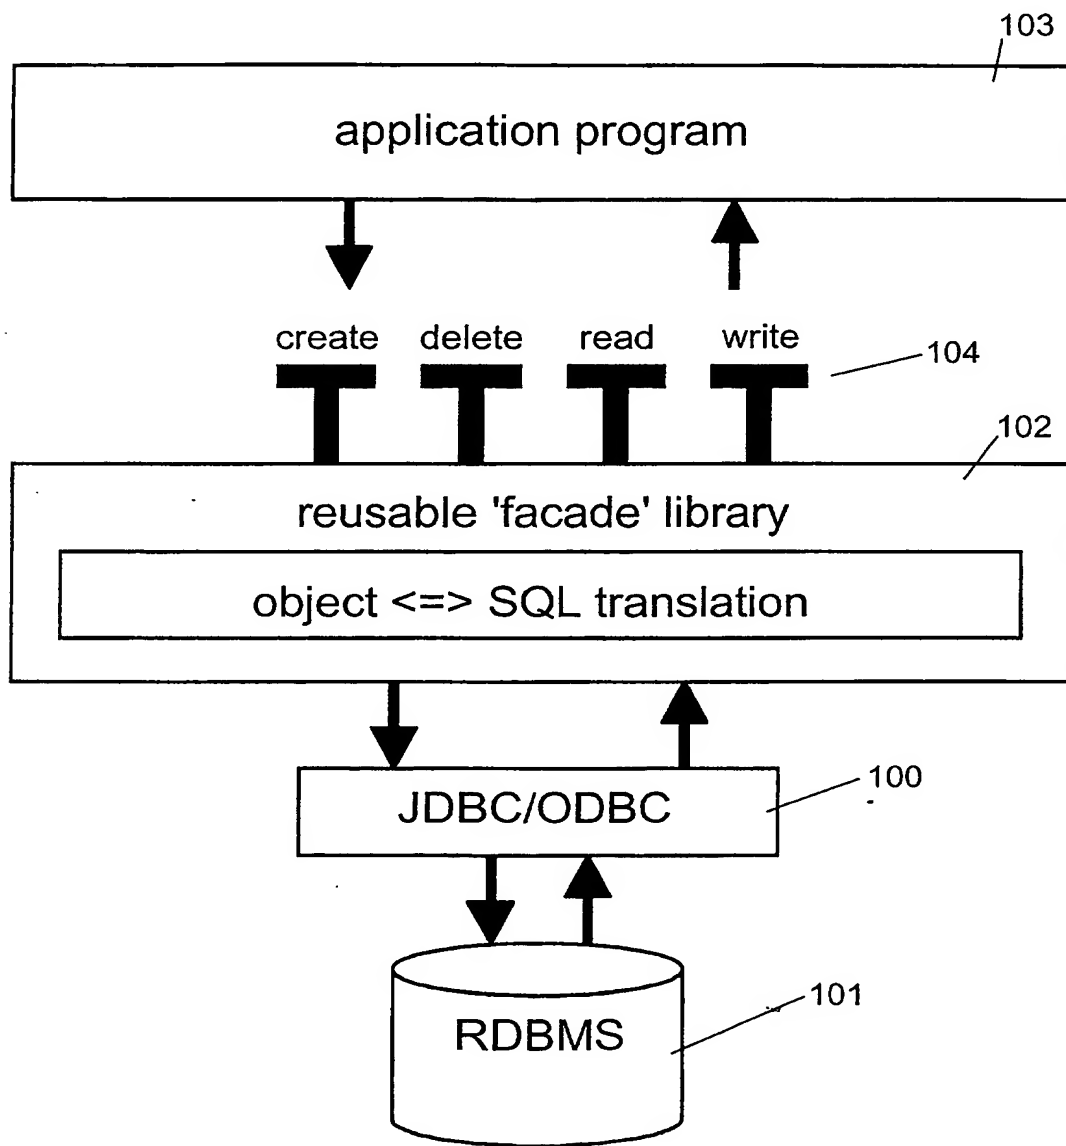 103
application program
create delete read write
104
102
reusable 'facade' library
object <=> SQL translation
100
JDBC/ODBC
101
RDBMS